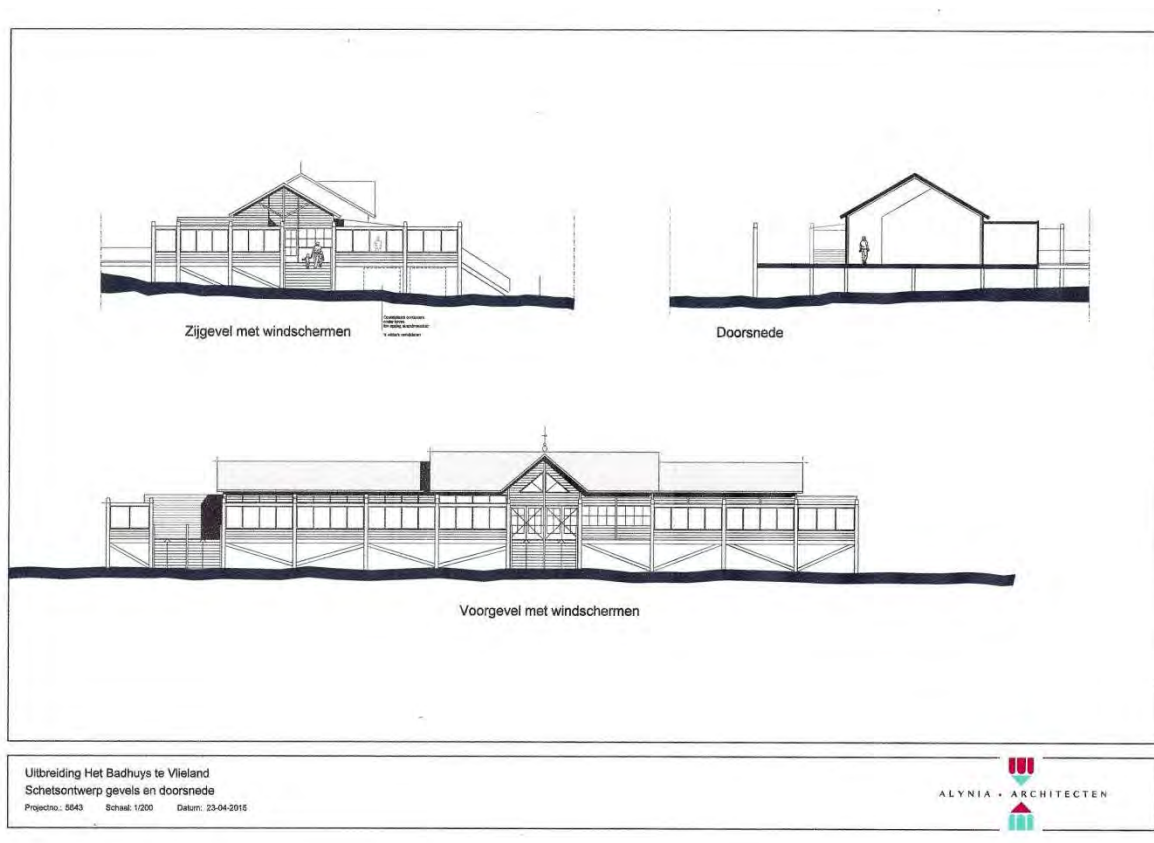 Zijgevel met windschermen
Doorsnede
Voorgevel met windschermen
Uitbreiding Het Badhuys te Vlieland
Schetsontwerp gevels en doorsnede
Projectno.: 5643 Schaal: 1/200 Datum: 23-04-2015
ALYNIA • ARCHITECTEN